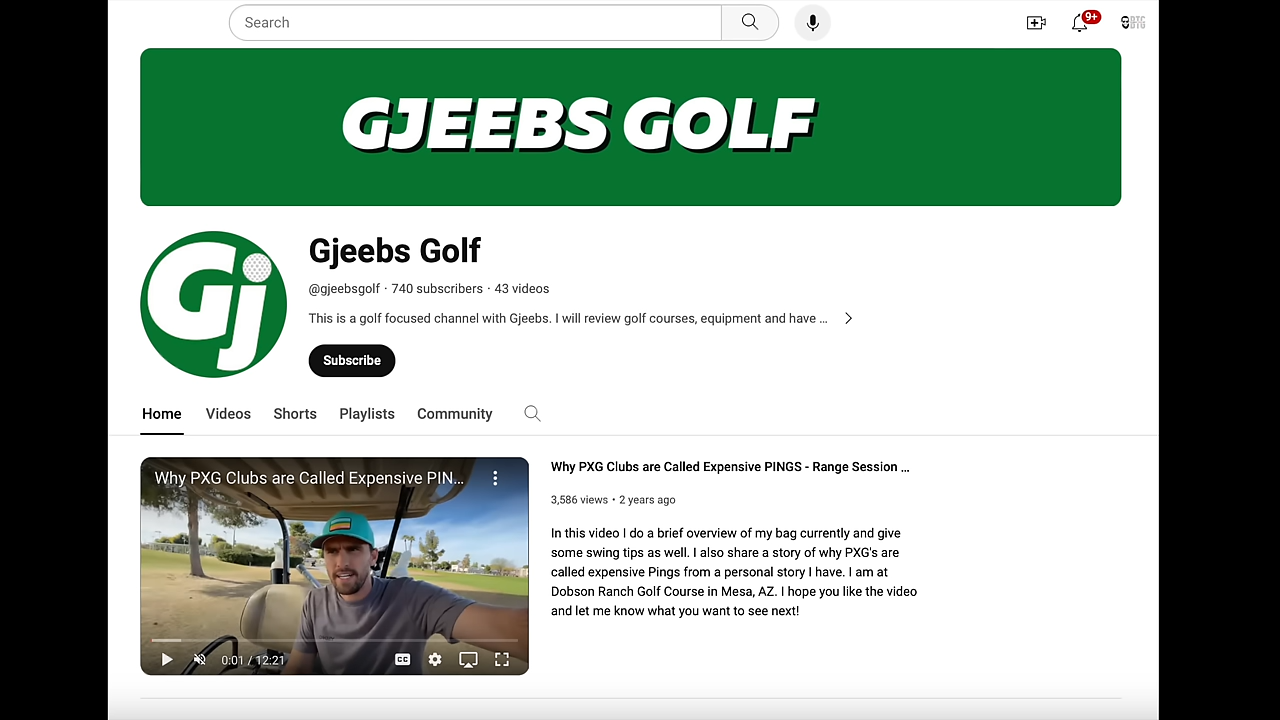 Search
9+
GJEEBS GOLF
Gj
Gjeebs Golf
@gjeebsgolf · 740 subscribers · 43 videos
This is a golf focused channel with Gjeebs. I will review golf courses, equipment and have ...
Subscribe
Home Videos Shorts Playlists Community
Why PXG Clubs are Called Expensive PIN...
0:01 / 12:21
CC
Why PXG Clubs are Called Expensive PINGS - Range Session ...
3,586 views • 2 years ago
In this video I do a brief overview of my bag currently and give
some swing tips as well. I also share a story of why PXG's are
called expensive Pings from a personal story I have. I am at
Dobson Ranch Golf Course in Mesa, AZ. I hope you like the video
and let me know what you want to see next!